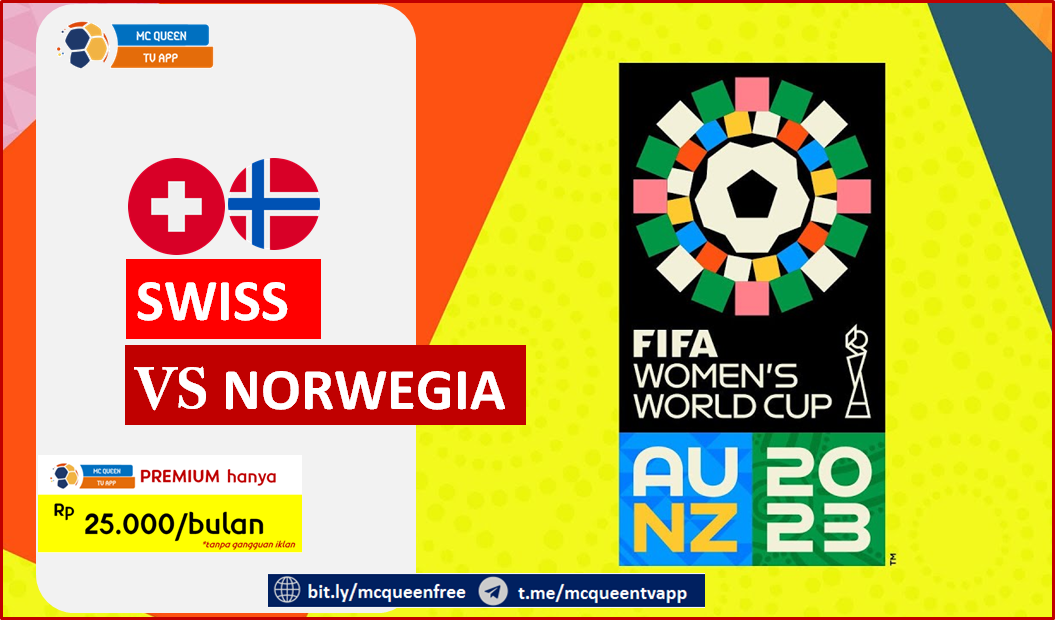 MC QUEEN
TV APP
SWISS
VS NORWEGIA
MC QUEEN
TV APP
PREMIUM hanya
Rp 25.000/bulan
*tanpa gangguan iklan
bit.ly/mcqueenfree t.me/mcqueentvapp
FIFA
WOMEN'S
WORLD CUP
AU 20
NZ 23
TM